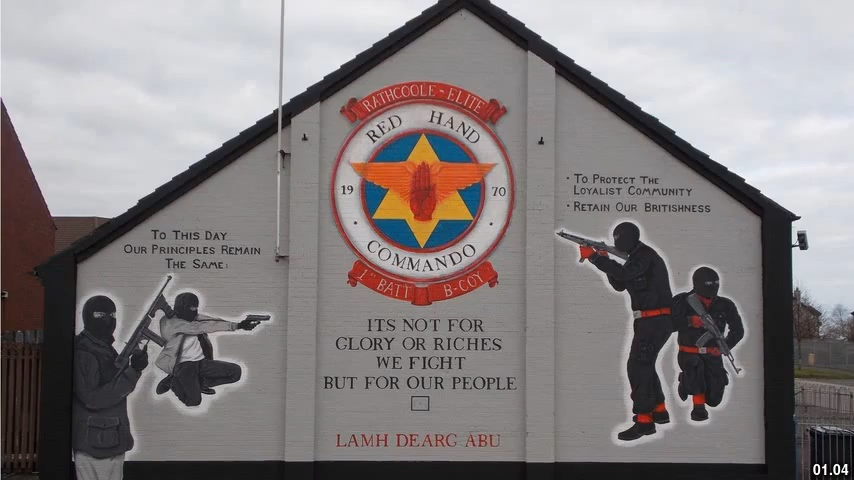 RATHCOOLE-ELITE
RED HAND
19 70
COMMANDO
1ST BATT B-COY
TO THIS DAY
OUR PRINCIPLES REMAIN
THE SAME:
· TO PROTECT THE
LOYALIST COMMUNITY
· RETAIN OUR BRITISHNESS
ITS NOT FOR
GLORY OR RICHES
WE FIGHT
BUT FOR OUR PEOPLE
LAMH DEARG ABU
01.04